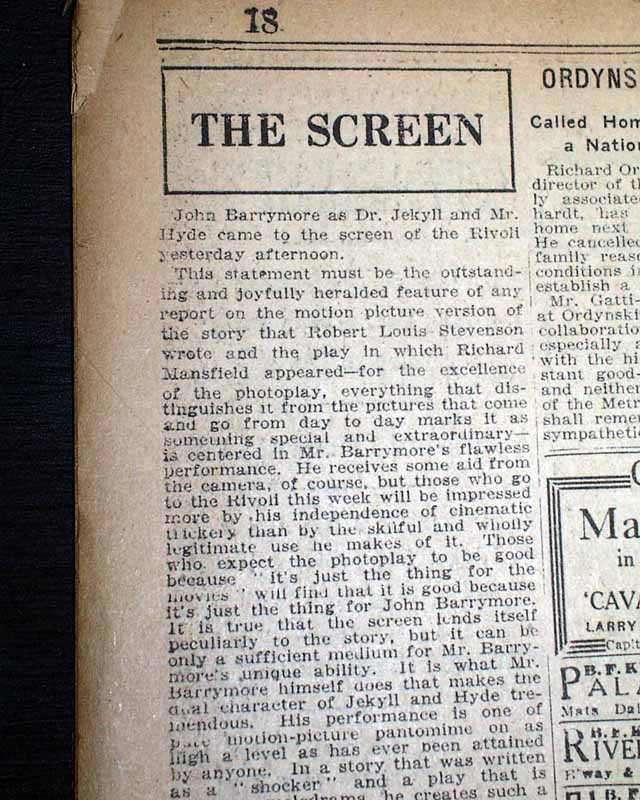 18
THE SCREEN
John Barrymore as Dr. Jekyll and Mr.
Hyde came to the screen of the Rivoli
yesterday afternoon.
This statement must be the outstand-
ing and joyfully heralded feature of any
report on the motion picture version of
the story that Robert Louis Stevenson
wrote and the play in which Richard
Mansfield appeared—for the excellence
of the photoplay, everything that dis-
tinguishes it from the pictures that come
and go from day to day marks it as
something special and extraordinary—
is centered in Mr. Barrymore's flawless
performance. He receives some aid from
the camera, of course, but those who go
to the Rivoli this week will be impressed
more by his independence of cinematic
trickery than by the skilful and wholly
legitimate use he makes of it. Those
who expect the photoplay to be good
because "it's just the thing for the
movies" will find that it is good because
it's just the thing for John Barrymore.
It is true that the screen lends itself
peculiarly to the story, but it can be
only a sufficient medium for Mr. Barry-
more's unique ability. It is what Mr.
Barrymore himself does that makes the
dual character of Jekyll and Hyde tre-
mendous. His performance is one of
pure motion-picture pantomime on as
high a level as has ever been attained
by anyone. In a story that was written
as a "shocker" and a play that is
he creates such a
ORDYNS
Called Hom
a Nation
Richard Or
director of th
ly associate
hardt, has
home next
He cancelled
family reas
conditions i
establish a
Mr. Gatti-
at Ordynski
collaboratio
especially a
with the hi
stant good-
and neither
of the Metr
shall remem
sympathetic
Ma
in
'CAVA
LARRY
Capit
B. F. K
PAL
Mats Dai
B. F. K
RIVE
B'way &
B. F. K